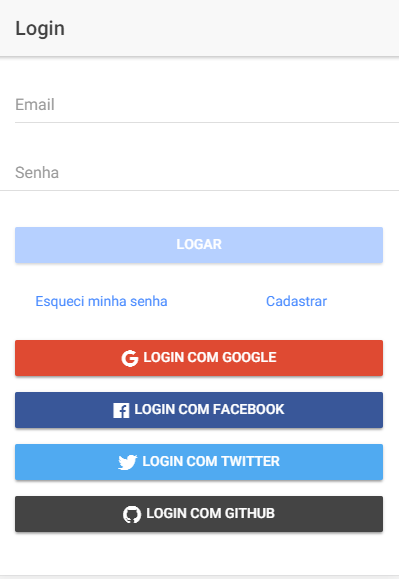 Login
Email
Senha
LOGAR
Esqueci minha senha
Cadastrar
LOGIN COM GOOGLE
LOGIN COM FACEBOOK
LOGIN COM TWITTER
LOGIN COM GITHUB